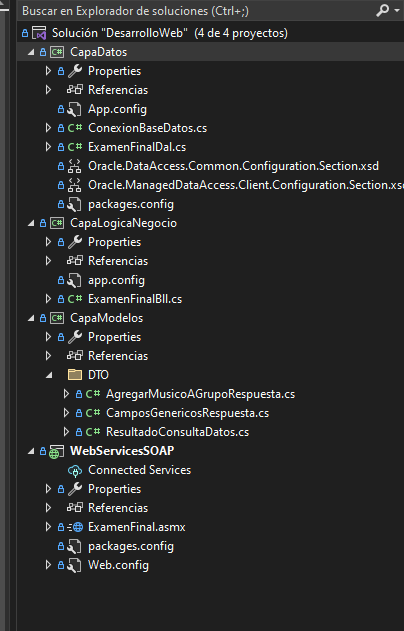 Buscar en Explorador de soluciones (Ctrl+;)
Solución "DesarrolloWeb" (4 de 4 proyectos)
C# CapaDatos
Properties
Referencias
App.config
C# ConexionBaseDatos.cs
C# ExamenFinalDal.cs
Oracle.DataAccess.Common.Configuration.Section.xsd
Oracle.ManagedDataAccess.Client.Configuration.Section.xs
packages.config
C# CapaLogicaNegocio
Properties
Referencias
app.config
C# ExamenFinalBll.cs
C# CapaModelos
Properties
Referencias
DTO
C# AgregarMusicoAGrupoRespuesta.cs
C# CamposGenericosRespuesta.cs
C# ResultadoConsultaDatos.cs
WebServicesSOAP
Connected Services
Properties
Referencias
ExamenFinal.asmx
packages.config
Web.config